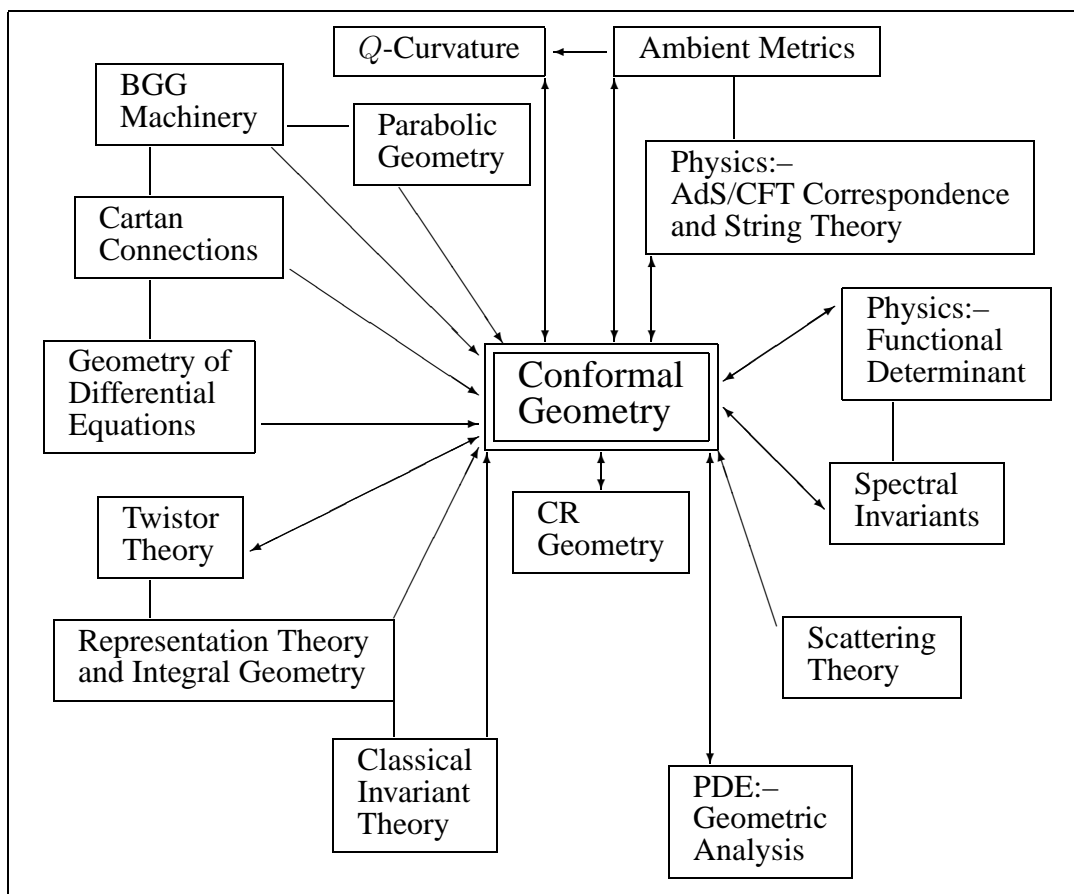 Q-Curvature
Ambient Metrics
BGG
Machinery
Parabolic
Geometry
Physics:–
AdS/CFT Correspondence
and String Theory
Cartan
Connections
Physics:–
Functional
Determinant
Geometry of
Differential
Equations
Conformal
Geometry
Spectral
Invariants
CR
Geometry
Twistor
Theory
Representation Theory
and Integral Geometry
Scattering
Theory
Classical
Invariant
Theory
PDE:–
Geometric
Analysis